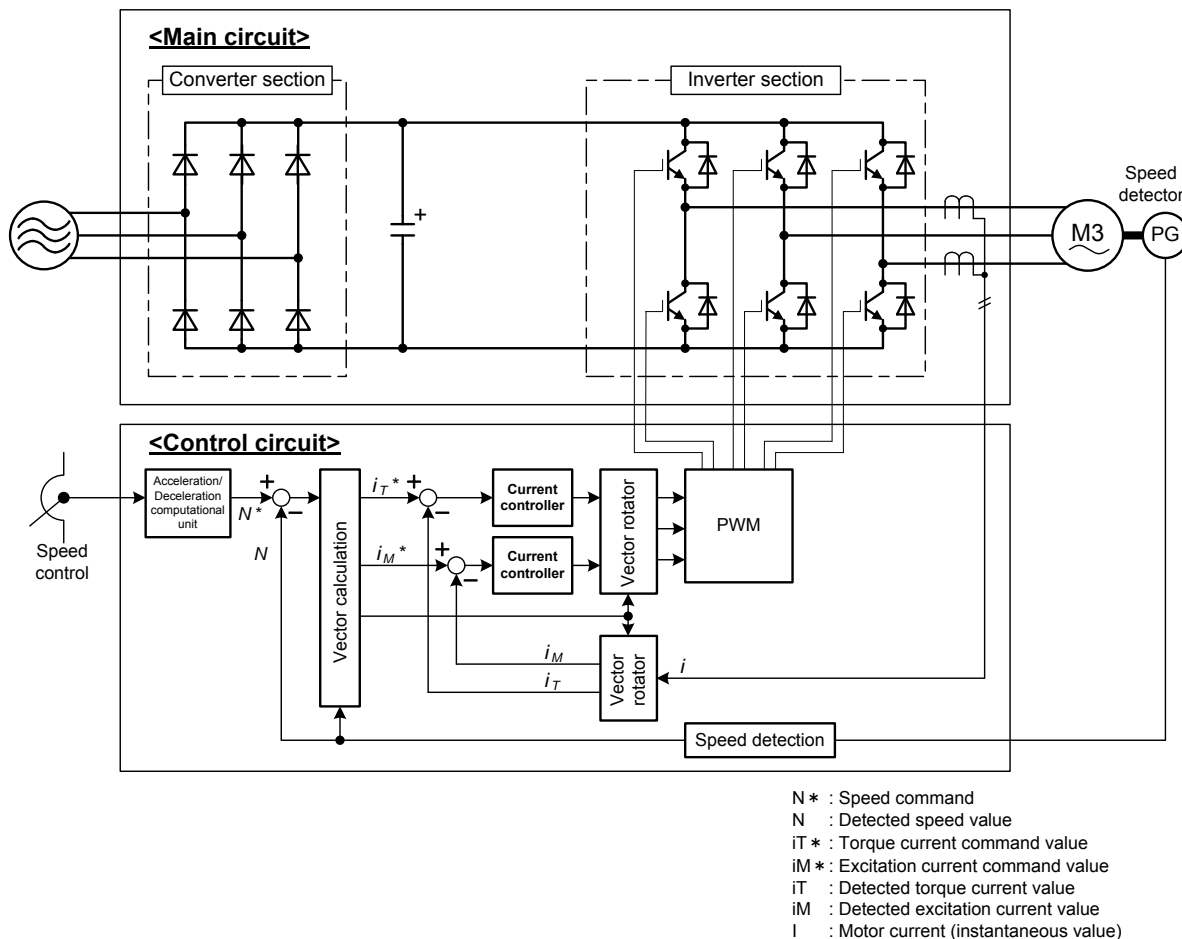 <Main circuit>
Converter section
Inverter section
Speed
detector
+
M3
PG
<Control circuit>
Acceleration/
Deceleration
computational
unit
Speed
control
+
−
N*
N
Vector calculation
iT*
+
−
Current
controller
iM*
+
−
Current
controller
Vector rotator
PWM
iM
iT
Vector
rotator
i
Speed detection
N* : Speed command
N : Detected speed value
iT* : Torque current command value
iM* : Excitation current command value
iT : Detected torque current value
iM : Detected excitation current value
I : Motor current (instantaneous value)